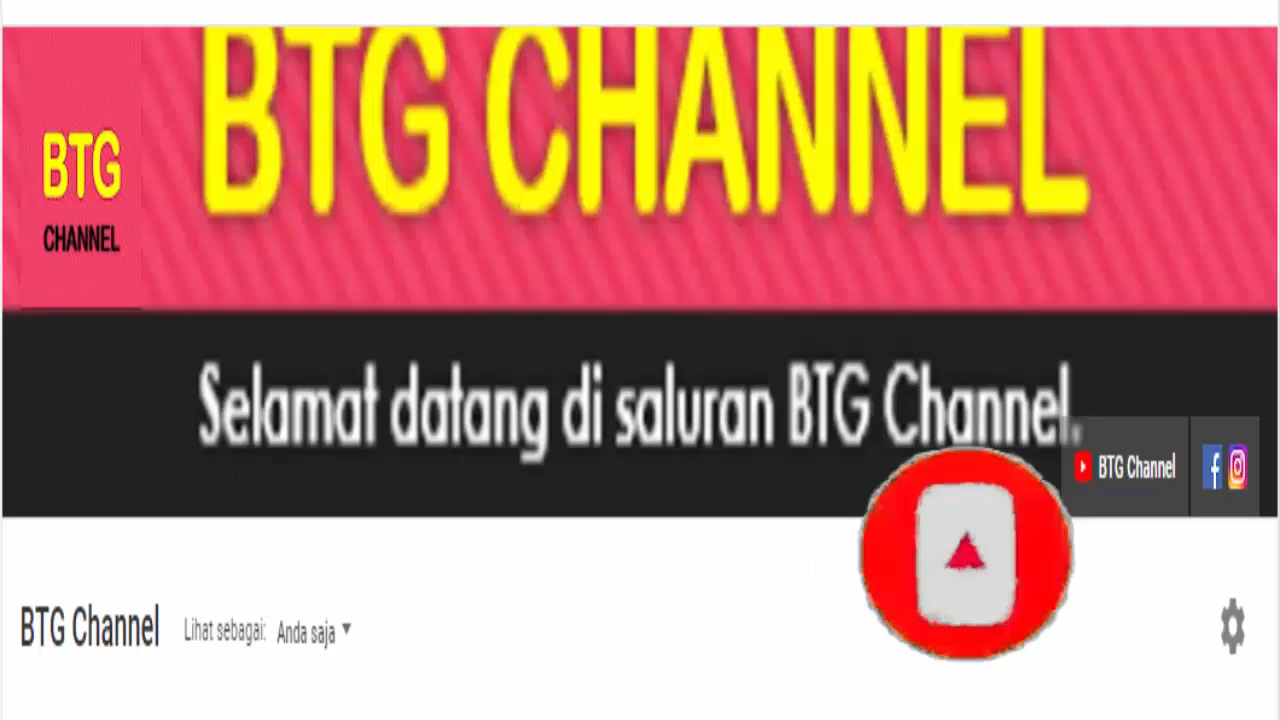 BTG CHANNEL
BTG
CHANNEL
Selamat datang di saluran BTG Channel.
BTG Channel
BTG Channel Lihat sebagai: Anda saja